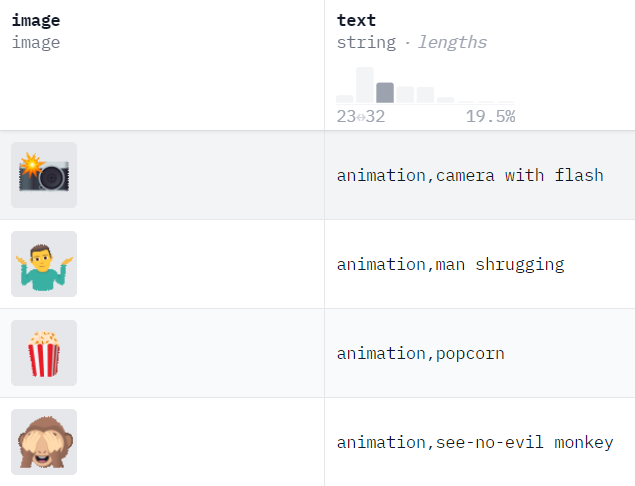 image
image
text
string · lengths
23⇔32 19.5%
animation,camera with flash
animation,man shrugging
animation,popcorn
animation,see-no-evil monkey